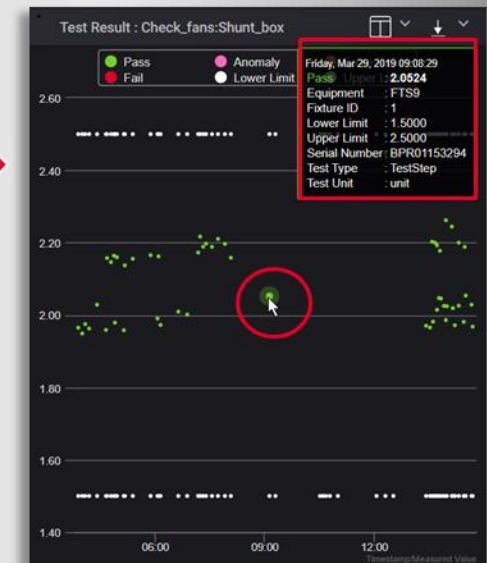 Test Result : Check_fans:Shunt_box
Pass
Anomaly
Fail
Lower Limit
Upper L
Friday, Mar 29, 2019 09:08:29
Pass : 2.0524
Equipment : FTS9
Fixture ID : 1
Lower Limit : 1.5000
Upper Limit : 2.5000
Serial Number : BPR01153294
Test Type : TestStep
Test Unit : unit
2.60
2.40
2.20
2.00
1.80
1.60
1.40
06:00
09:00
12:00
Timestamp/Measured Value